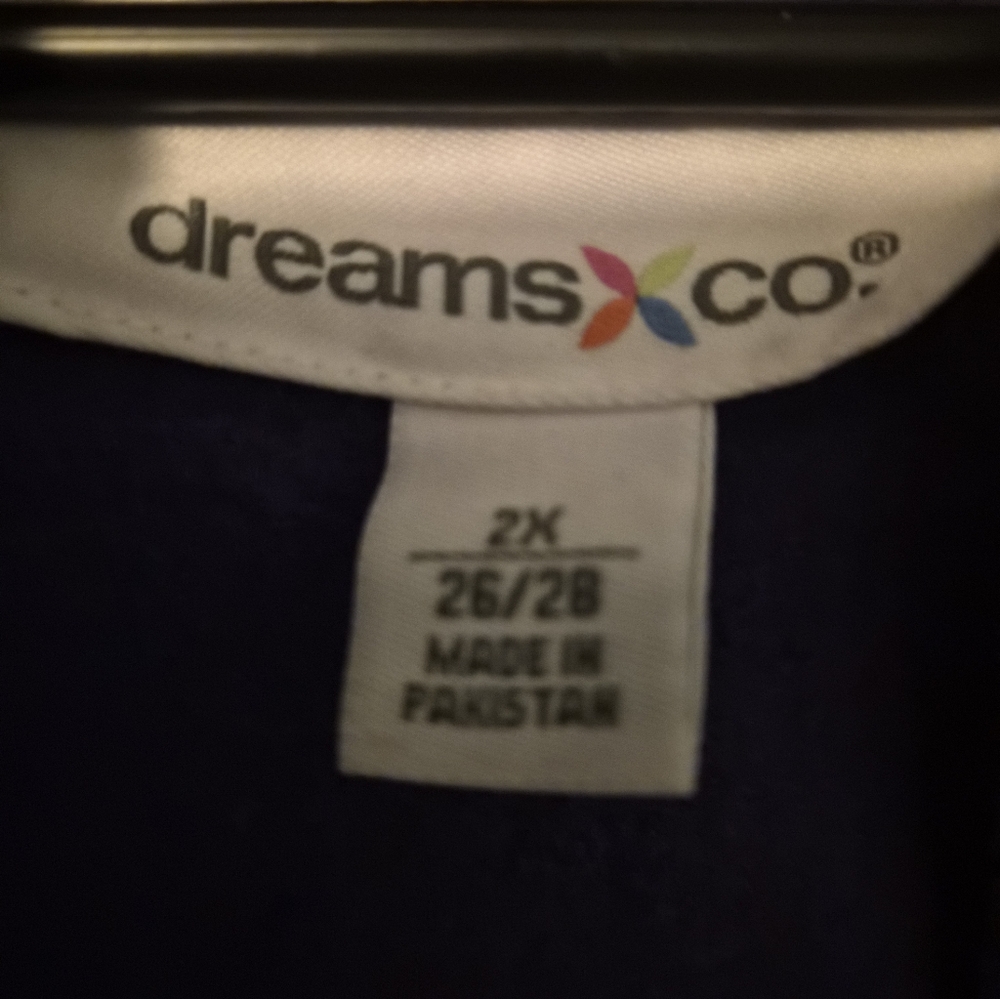 dreams co.®
2X
26/28
MADE IN
PAKISTAN